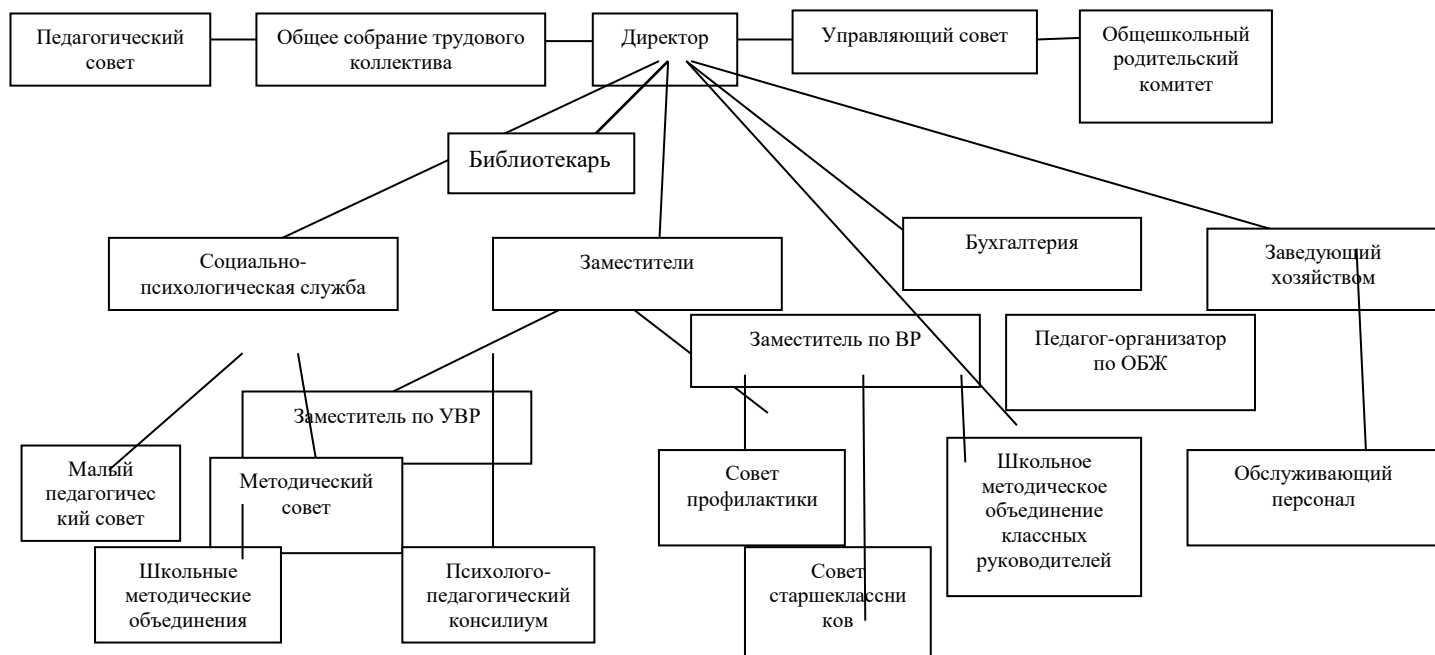 Педагогический
совет
Общее собрание трудового
коллектива
Директор
Управляющий совет
Общешкольный
родительский
комитет
Библиотекарь
Социально-
психологическая служба
Заместители
Бухгалтерия
Заведующий
хозяйством
Заместитель по ВР
Педагог-организатор
по ОБЖ
Заместитель по УВР
Малый
педагогичес
кий совет
Методический
совет
Совет
профилактики
Школьное
методическое
объединение
классных
руководителей
Обслуживающий
персонал
Школьные
методические
объединения
Психолого-
педагогический
консилиум
Совет
старшеклассни
ков